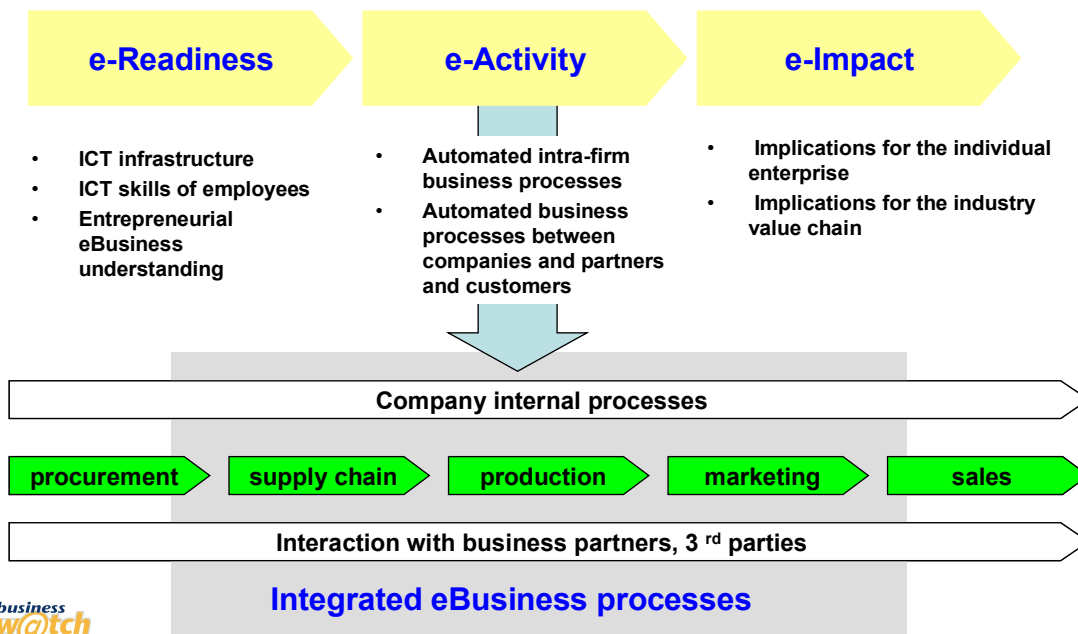 e-Readiness
e-Activity
e-Impact
• ICT infrastructure
• ICT skills of employees
• Entrepreneurial
eBusiness
understanding
• Automated intra-firm
business processes
• Automated business
processes between
companies and partners
and customers
• Implications for the individual
enterprise
• Implications for the industry
value chain
Company internal processes
procurement
supply chain
production
marketing
sales
Interaction with business partners, 3 rd parties
Integrated eBusiness processes
business
w@tch